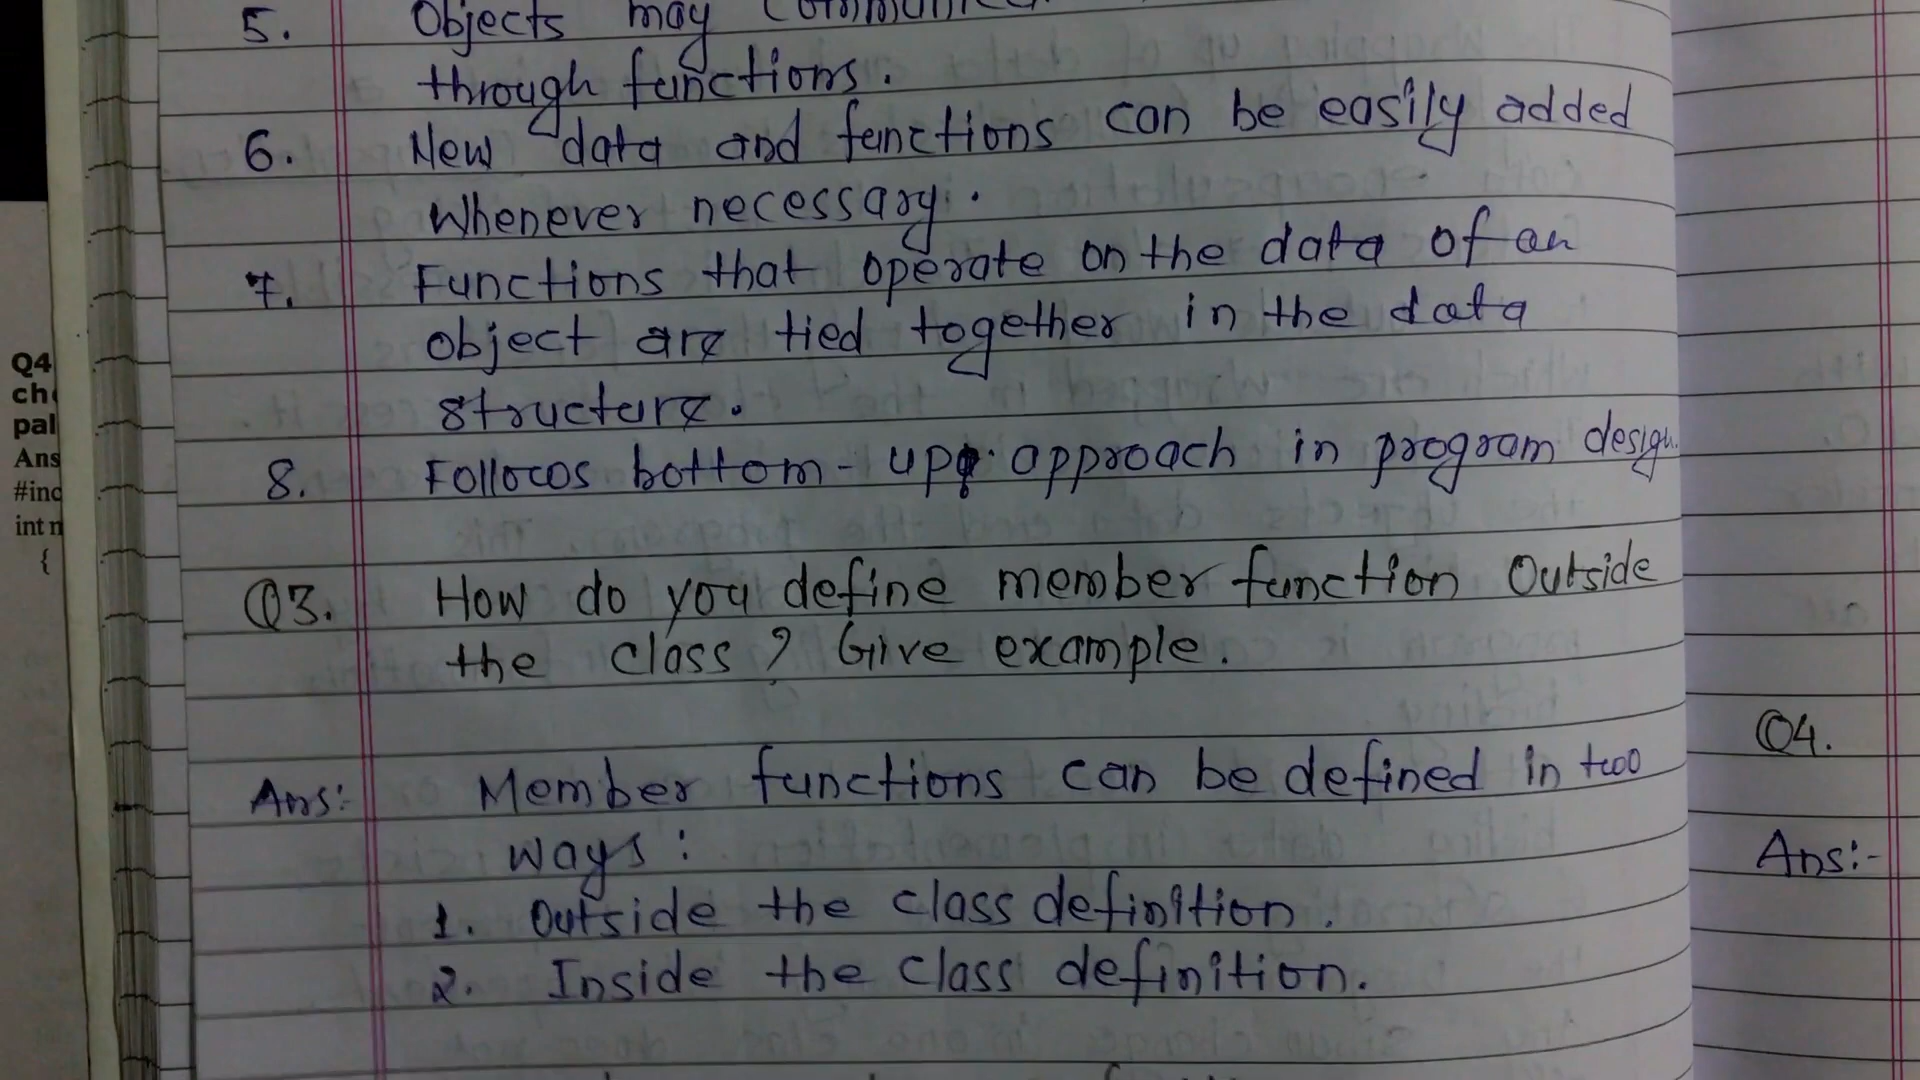 5. Objects may
through functions.
6. New data and functions can be easily added
whenever necessary.
7. Functions that operate on the data of an
object are tied together in the data
structure.
8. Follows bottom-up approach in program design.
Q3. How do you define member function Outside
the class? Give example.
Ans: Member functions can be defined in two
ways:
1. Outside the class definition.
2. Inside the class definition.
Q4
Ans
#inc
int
{
Q4.
Ans:-